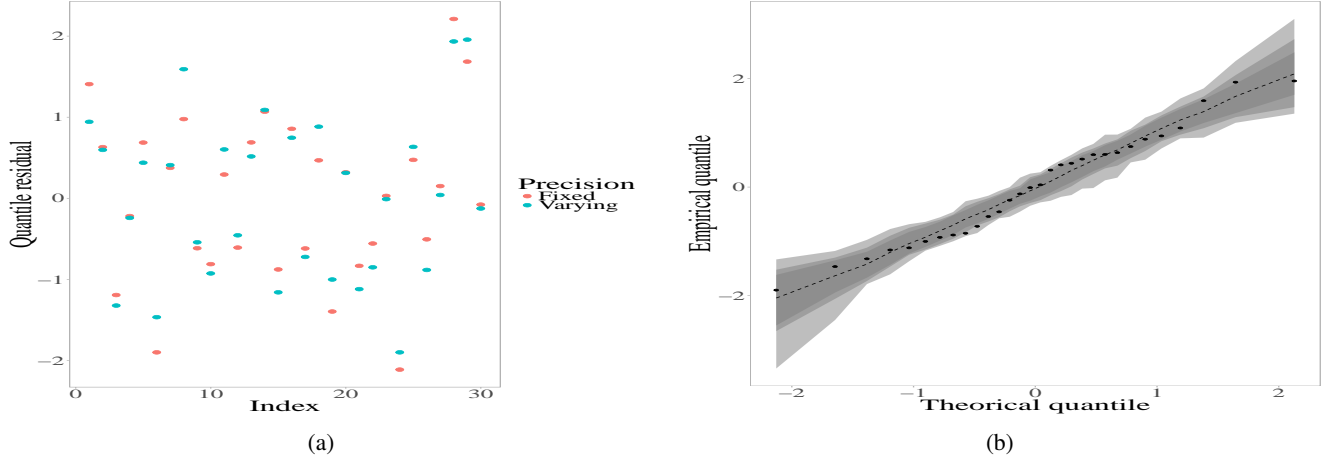 2
1
0
−1
−2
Quantile residual
0
10
20
30
Index
Precision
Fixed
Varying
(a)
2
0
−2
Empirical quantile
−2
−1
0
1
2
Theorical quantile
(b)